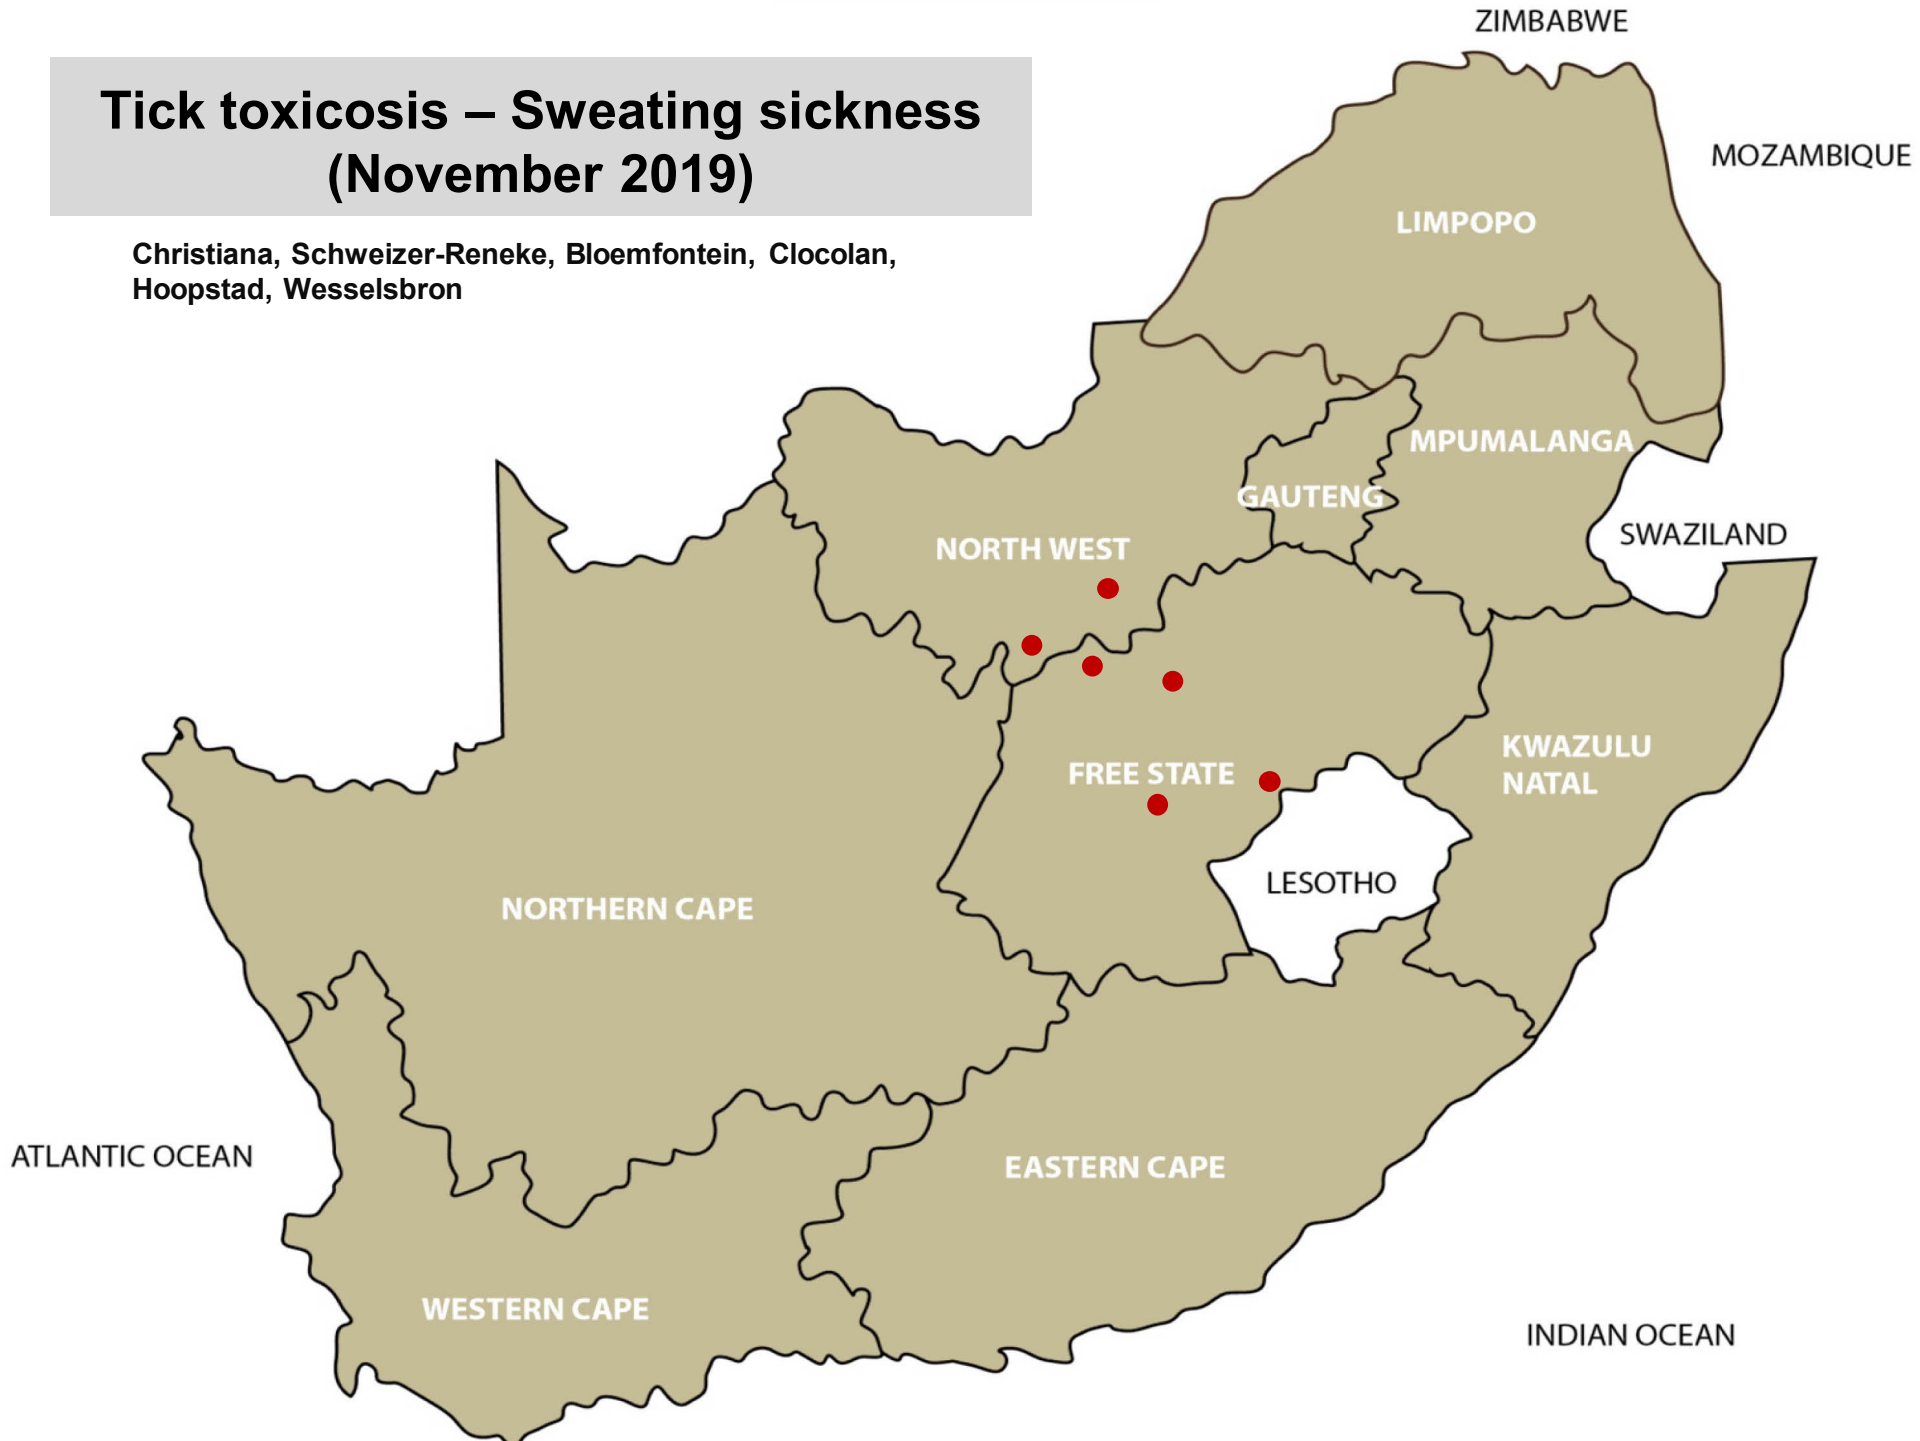 ZIMBABWE
Tick toxicosis – Sweating sickness
(November 2019)
MOZAMBIQUE
LIMPOPO
Christiana, Schweizer-Reneke, Bloemfontein, Clocolan,
Hoopstad, Wesselsbron
MPUMALANGA
GAUTENG
SWAZILAND
NORTH WEST
KWAZULU
NATAL
FREE STATE
LESOTHO
NORTHERN CAPE
ATLANTIC OCEAN
EASTERN CAPE
WESTERN CAPE
INDIAN OCEAN